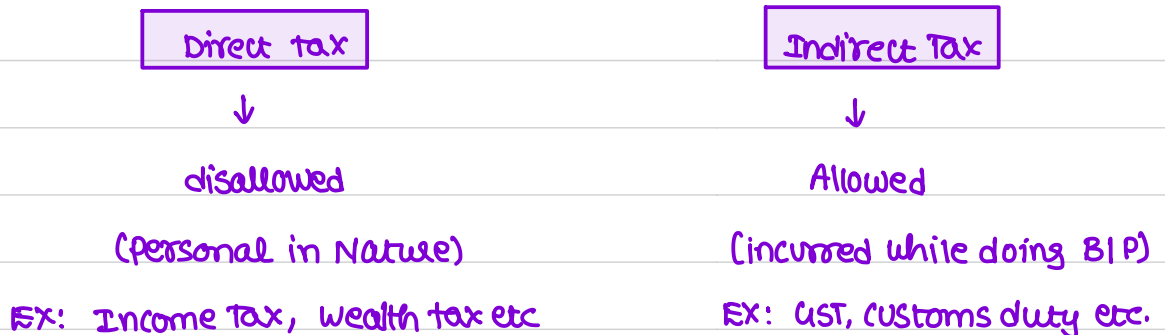 Direct tax
Indirect Tax
↓
↓
disallowed
Allowed
(Personal in Nature)
(incurred while doing B|P)
EX: Income Tax, Wealth tax etc
EX: GST, Customs duty etc.